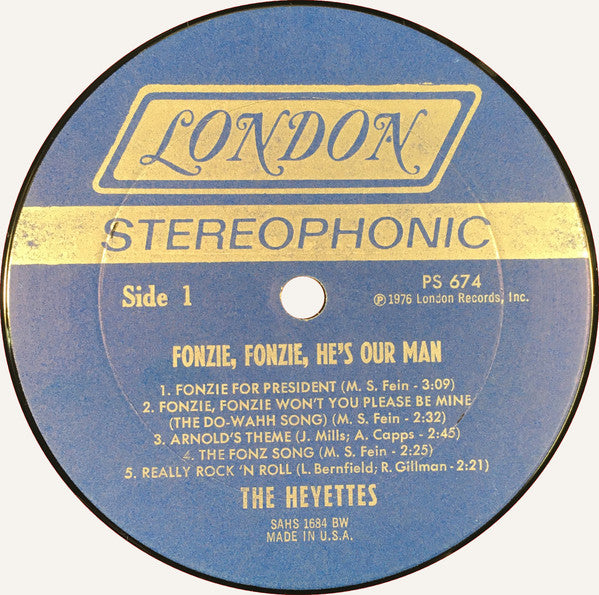 LONDON
STEREOPHONIC
Side 1
PS 674
℗ 1976 London Records, Inc.
FONZIE, FONZIE, HE'S OUR MAN
1. FONZIE FOR PRESIDENT (M. S. Fein - 3:09)
2. FONZIE, FONZIE WON'T YOU PLEASE BE MINE
(THE DO-WAHH SONG) (M. S. Fein - 2:32)
3. ARNOLD'S THEME (J. Mills; A. Capps - 2:45)
4. THE FONZ SONG (M. S. Fein - 2:25)
5. REALLY ROCK 'N ROLL (L. Bernfield; R. Gillman - 2:21)
THE HEYETTES
SAHS 1684 BW
MADE IN U.S.A.